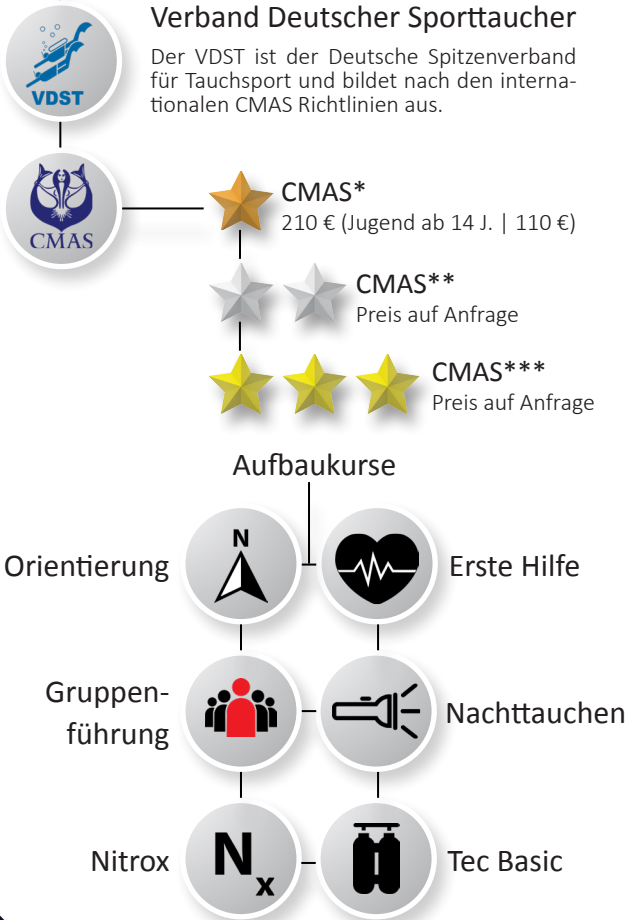 Verband Deutscher Sporttaucher
Der VDST ist der Deutsche Spitzenverband
für Tauchsport und bildet nach den interna-
tionalen CMAS Richtlinien aus.
VDST
CMAS
CMAS*
210 € (Jugend ab 14 J. | 110 €)
CMAS**
Preis auf Anfrage
CMAS***
Preis auf Anfrage
Aufbaukurse
Orientierung
N
Erste Hilfe
Gruppen-
führung
Nachttauchen
Nitrox
Nx
Tec Basic